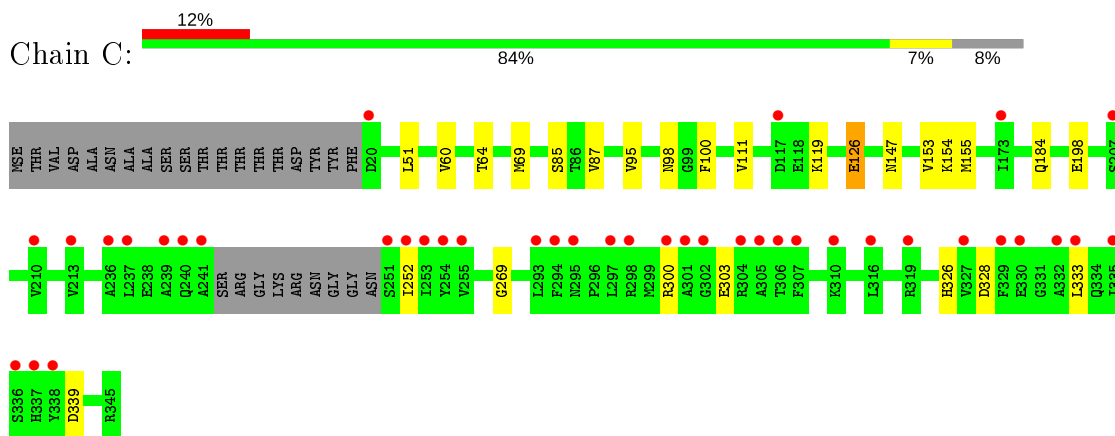 12%
Chain C:
84%
7%
8%
MSE THR VAL ASP ALA ASN ALA ALA SER SER THR THR THR THR THR ASP TYR TYR PHE D20 L51 V60 T64 M69 S85 T86 V87 V95 N98 G99 F100 V111 D117 E118 K119 E126 N147 V153 K154 M155 I173 Q184 E198 S207
V210 V213 A236 L237 E238 A239 Q240 A241 SER ARG GLY LYS ARG ASN GLY GLY ASN S251 I252 I253 Y254 V255 G269 L293 F294 N295 P296 L297 R298 M299 R300 A301 G302 E303 R304 A305 T306 F307 K310 L316 R319 H326 V327 D328 F329 E330 G331 A332 L333 Q334 I335
S336 H337 Y338 D339 R345